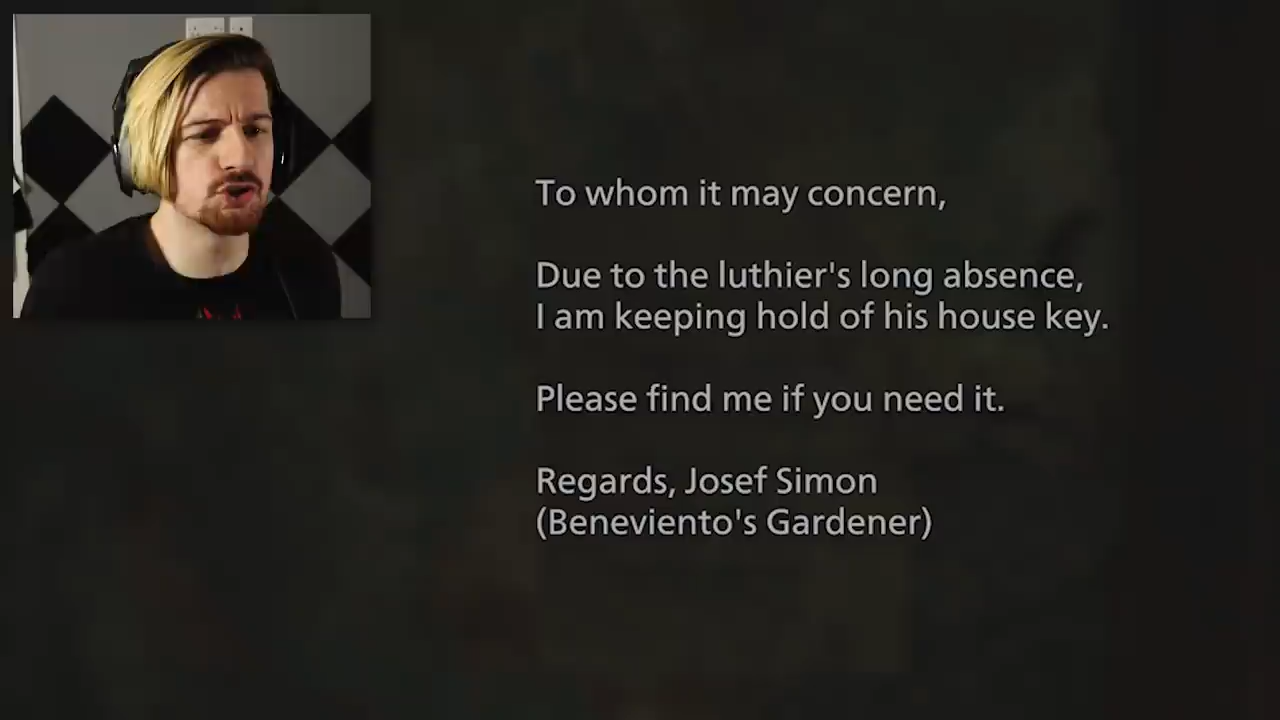 To whom it may concern,
Due to the luthier's long absence,
I am keeping hold of his house key.
Please find me if you need it.
Regards, Josef Simon
(Beneviento's Gardener)